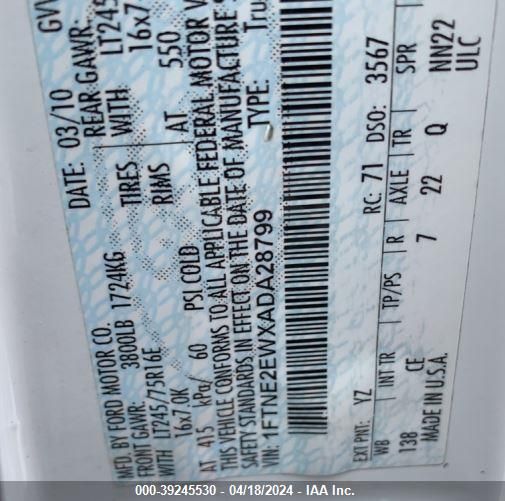 MFD. BY FORD MOTOR CO. DATE: 03/10 GV
FRONT GAWR: 3800LB 1724KG REAR GAWR:
WITH LT245/75R16E TIRES WITH LT245
16x7.0K RIMS 16x7
AT 415 kPa/ 60 PSI COLD AT 550
THIS VEHICLE CONFORMS TO ALL APPLICABLE FEDERAL MOTOR V
SAFETY STANDARDS IN EFFECT ON THE DATE OF MANUFACTURE S
VIN: 1FTNE2EWXADA28799 TYPE: Tru
EXT PNT: YZ RC: 71 DSO: 3567
WB INT TR TP/PS R AXLE TR SPR
138 CE 7 22 Q NN22
MADE IN U.S.A. ULC
000-39245530 - 04/18/2024 - IAA Inc.